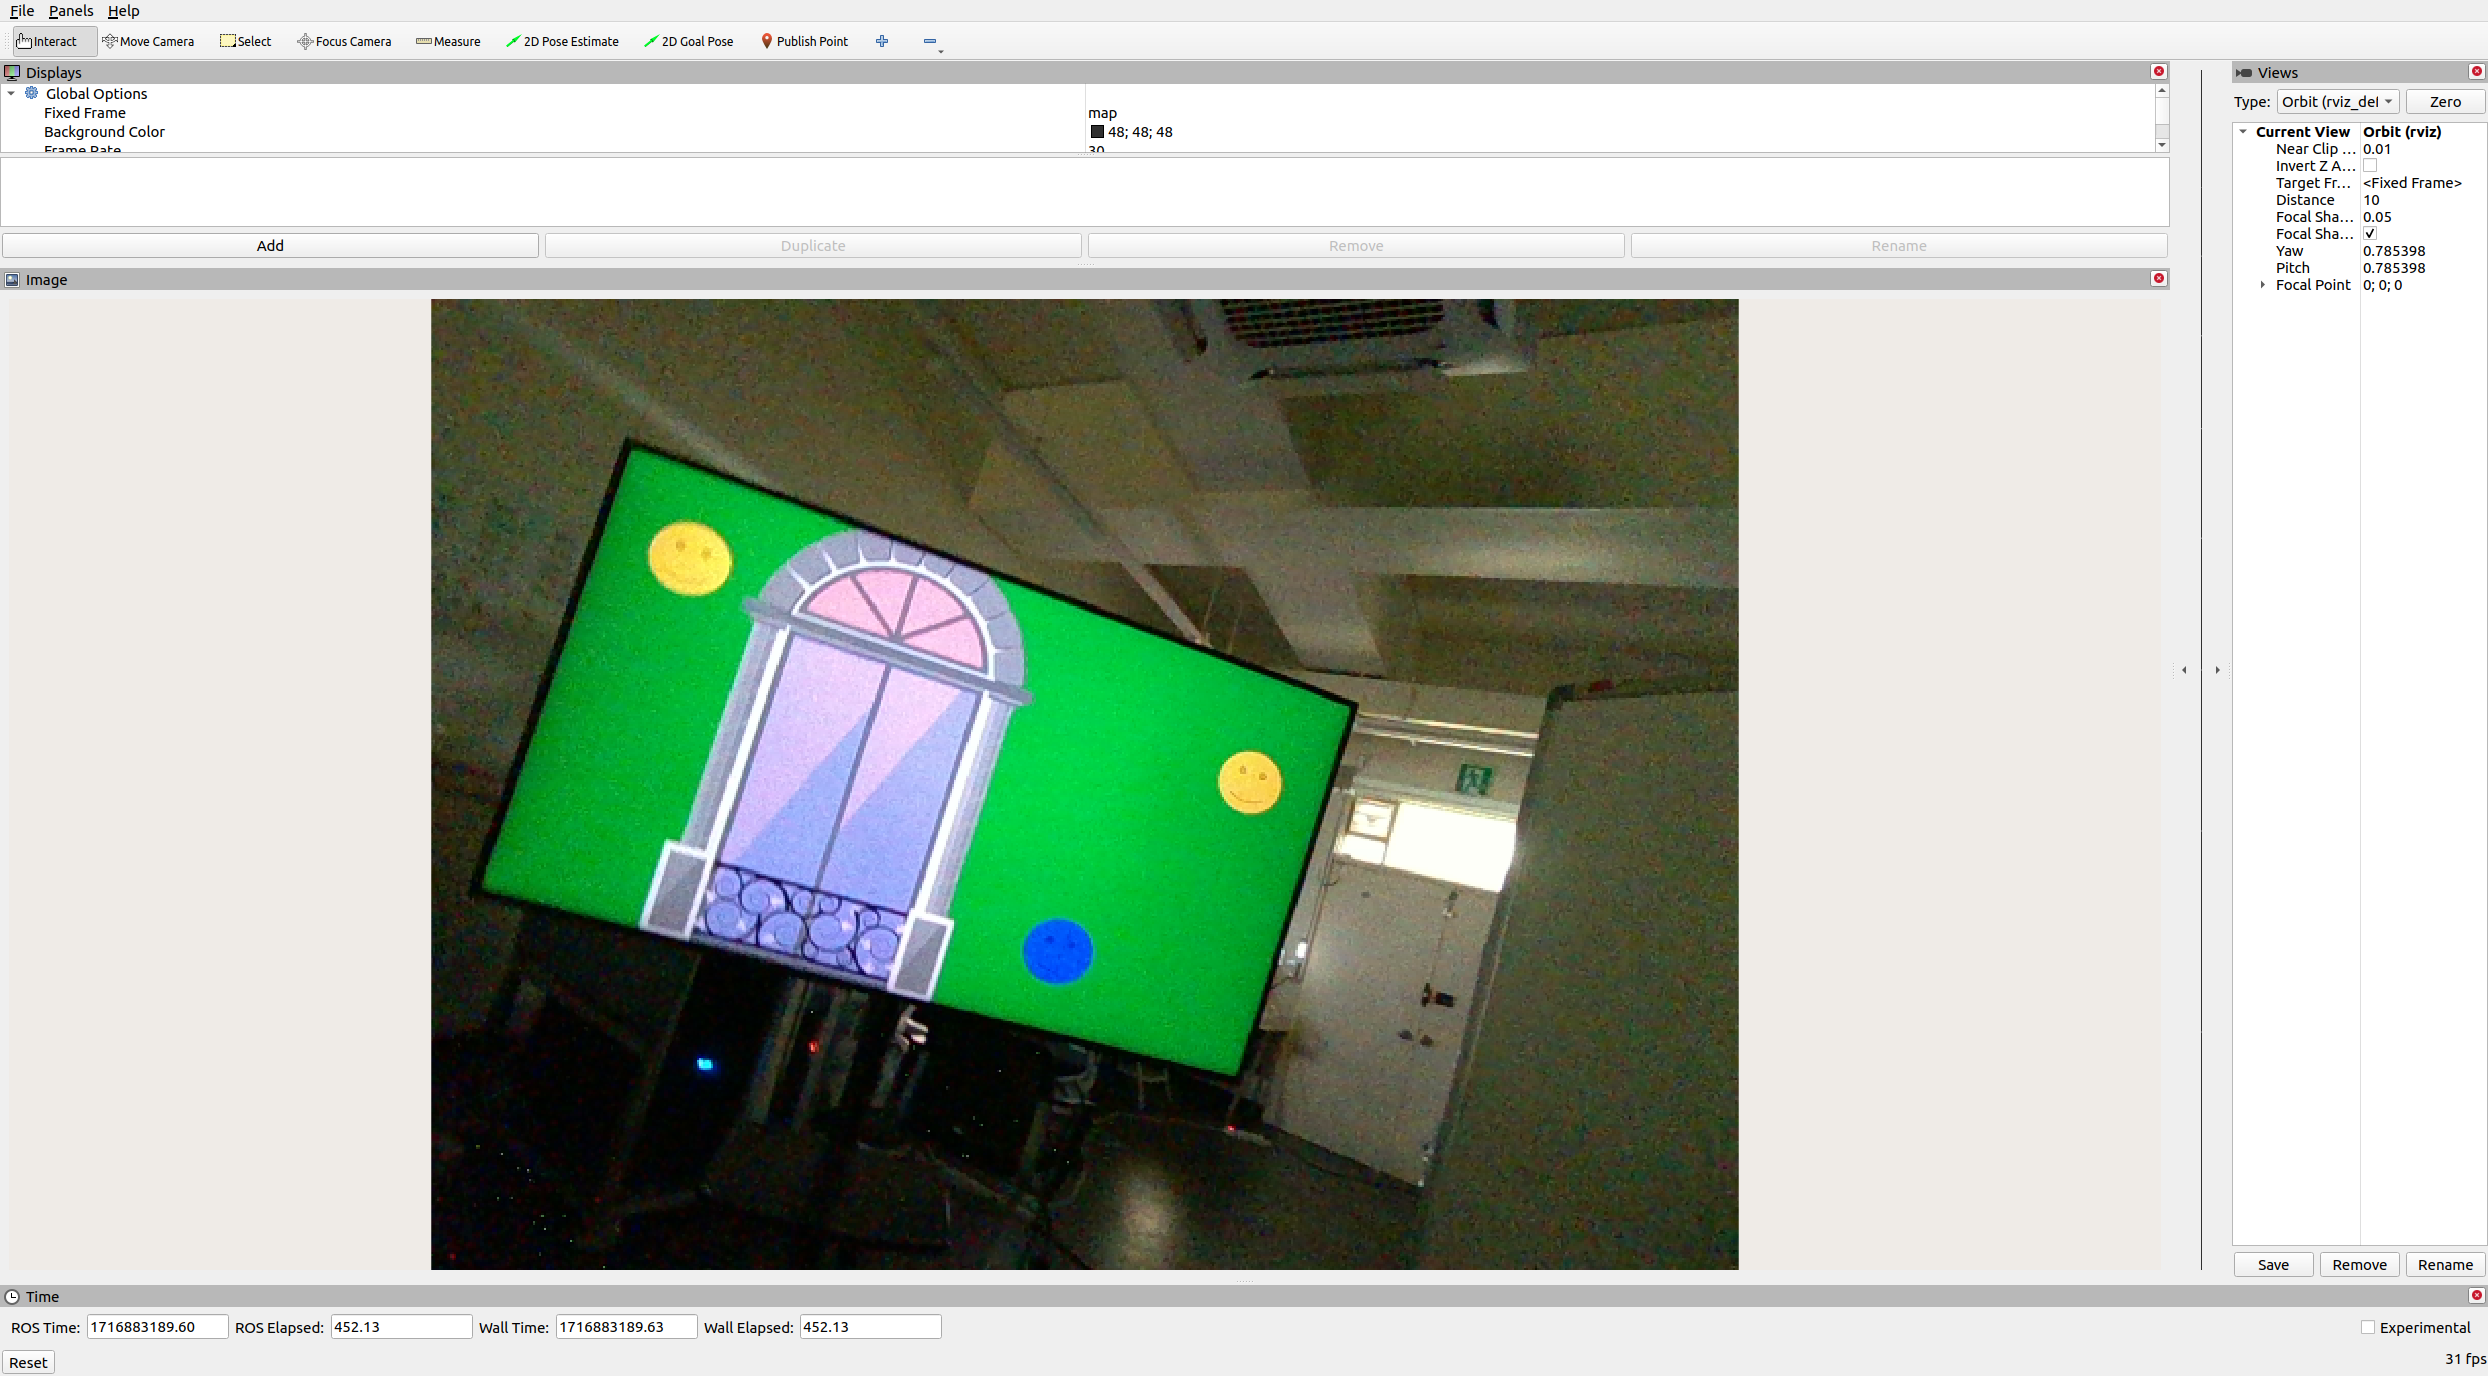 File Panels Help
Interact Move Camera Select Focus Camera Measure 2D Pose Estimate 2D Goal Pose Publish Point
Displays
Global Options
Fixed Frame map
Background Color 48; 48; 48
Frame Rate 30
Add Duplicate Remove Rename
Image
Views
Type: Orbit (rviz_def Zero
Current View Orbit (rviz)
Near Clip ... 0.01
Invert Z A...
Target Fr... <Fixed Frame>
Distance 10
Focal Sha... 0.05
Focal Sha...
Yaw 0.785398
Pitch 0.785398
Focal Point 0; 0; 0
Save Remove Rename
Time
ROS Time: 1716883189.60 ROS Elapsed: 452.13 Wall Time: 1716883189.63 Wall Elapsed: 452.13 Experimental
Reset 31 fps